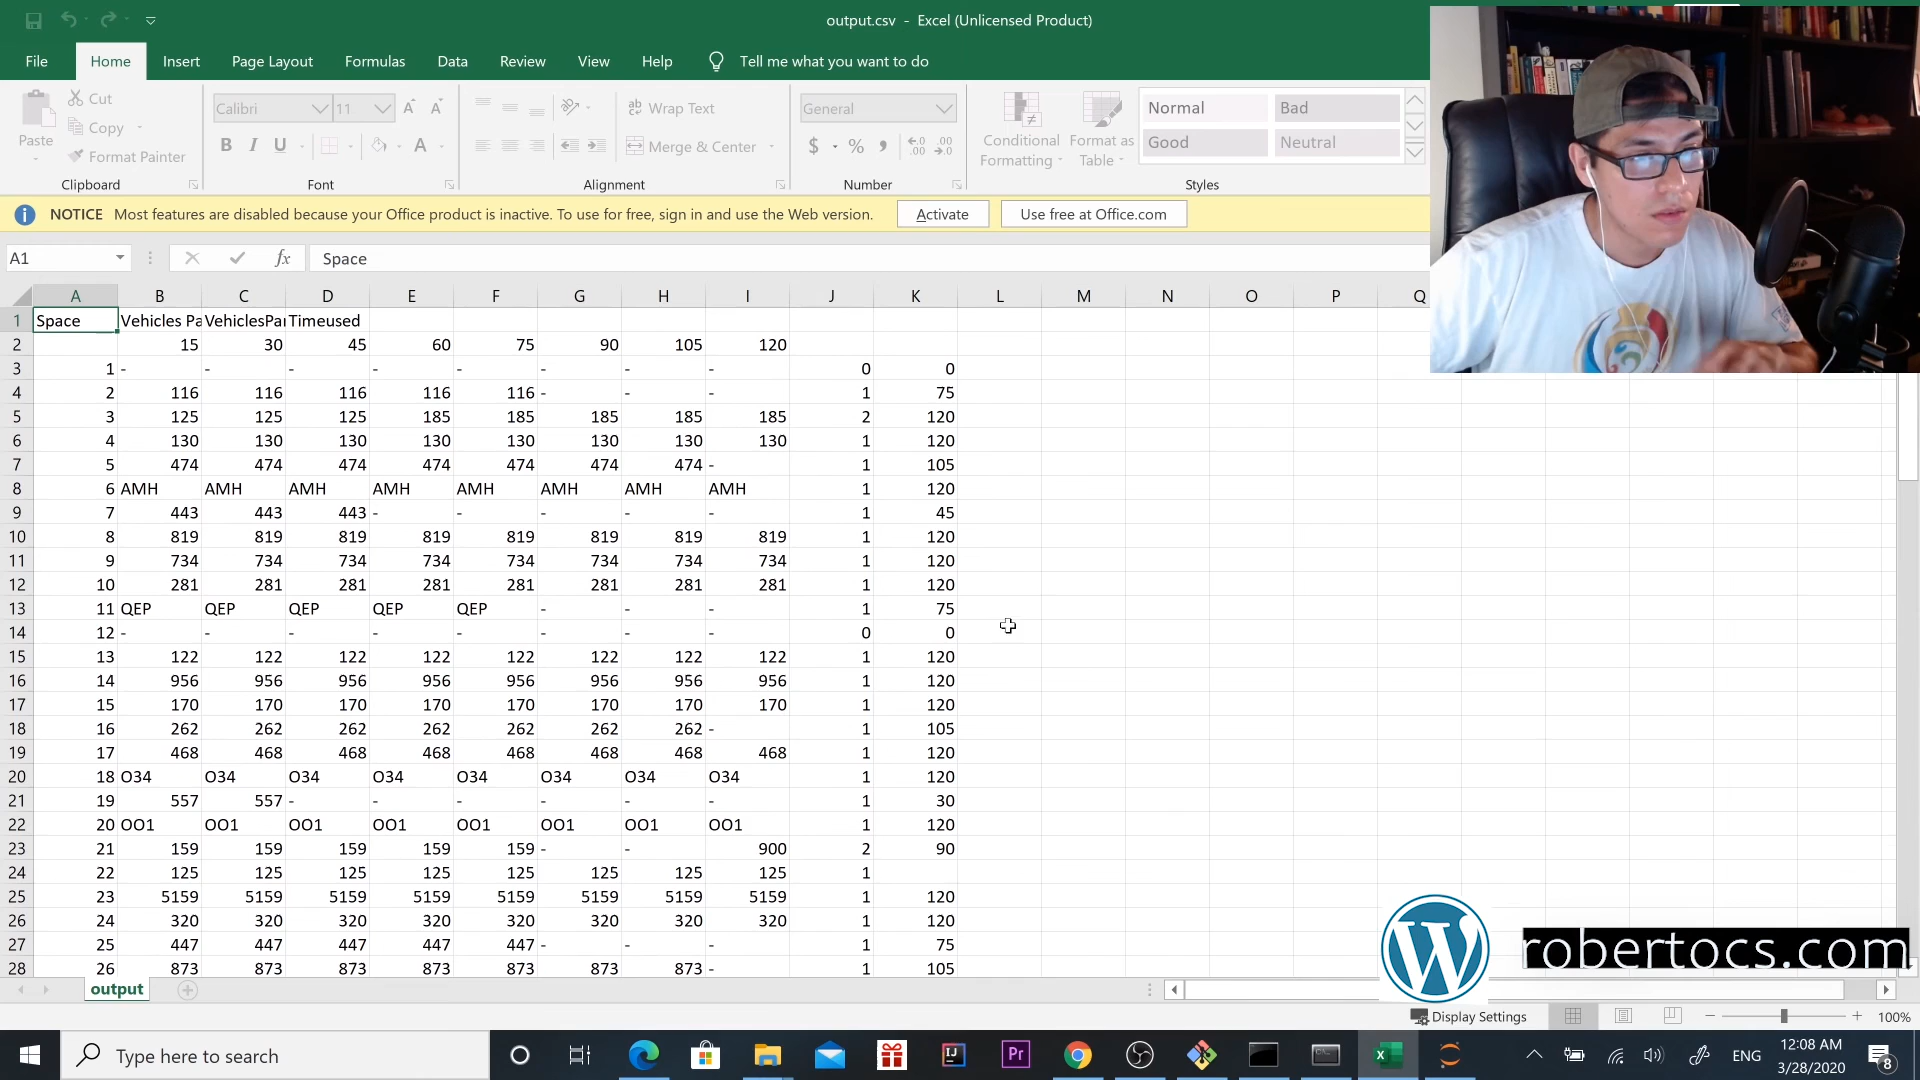 output.csv - Excel (Unlicensed Product)
File Home Insert Page Layout Formulas Data Review View Help Tell me what you want to do
Cut
Copy
Format Painter
Paste
Clipboard
Calibri 11
B I U A
Font
Wrap Text
Merge & Center
Alignment
General
$ % ,
Number
Conditional Formatting
Format as Table
Normal Bad
Good Neutral
Styles
NOTICE Most features are disabled because your Office product is inactive. To use for free, sign in and use the Web version. Activate Use free at Office.com
A1 fx Space
A B C D E F G H I J K L M N O P Q
1 Space Vehicles Pa VehiclesPar Timeused
2 15 30 45 60 75 90 105 120
3 1 - - - - - - - - 0 0
4 2 116 116 116 116 116 - - - 1 75
5 3 125 125 125 185 185 185 185 185 2 120
6 4 130 130 130 130 130 130 130 130 1 120
7 5 474 474 474 474 474 474 474 - 1 105
8 6 AMH AMH AMH AMH AMH AMH AMH AMH 1 120
9 7 443 443 443 - - - - - 1 45
10 8 819 819 819 819 819 819 819 819 1 120
11 9 734 734 734 734 734 734 734 734 1 120
12 10 281 281 281 281 281 281 281 281 1 120
13 11 QEP QEP QEP QEP QEP - - - 1 75
14 12 - - - - - - - - 0 0
15 13 122 122 122 122 122 122 122 122 1 120
16 14 956 956 956 956 956 956 956 956 1 120
17 15 170 170 170 170 170 170 170 170 1 120
18 16 262 262 262 262 262 262 262 - 1 105
19 17 468 468 468 468 468 468 468 468 1 120
20 18 O34 O34 O34 O34 O34 O34 O34 O34 1 120
21 19 557 557 - - - - - - 1 30
22 20 OO1 OO1 OO1 OO1 OO1 OO1 OO1 OO1 1 120
23 21 159 159 159 159 159 - - 900 2 90
24 22 125 125 125 125 125 125 125 125 1
25 23 5159 5159 5159 5159 5159 5159 5159 5159 1 120
26 24 320 320 320 320 320 320 320 320 1 120
27 25 447 447 447 447 447 - - - 1 75
28 26 873 873 873 873 873 873 873 - 1 105
output
robertocs.com
Display Settings 100%
Type here to search
ENG
12:08 AM
3/28/2020
8